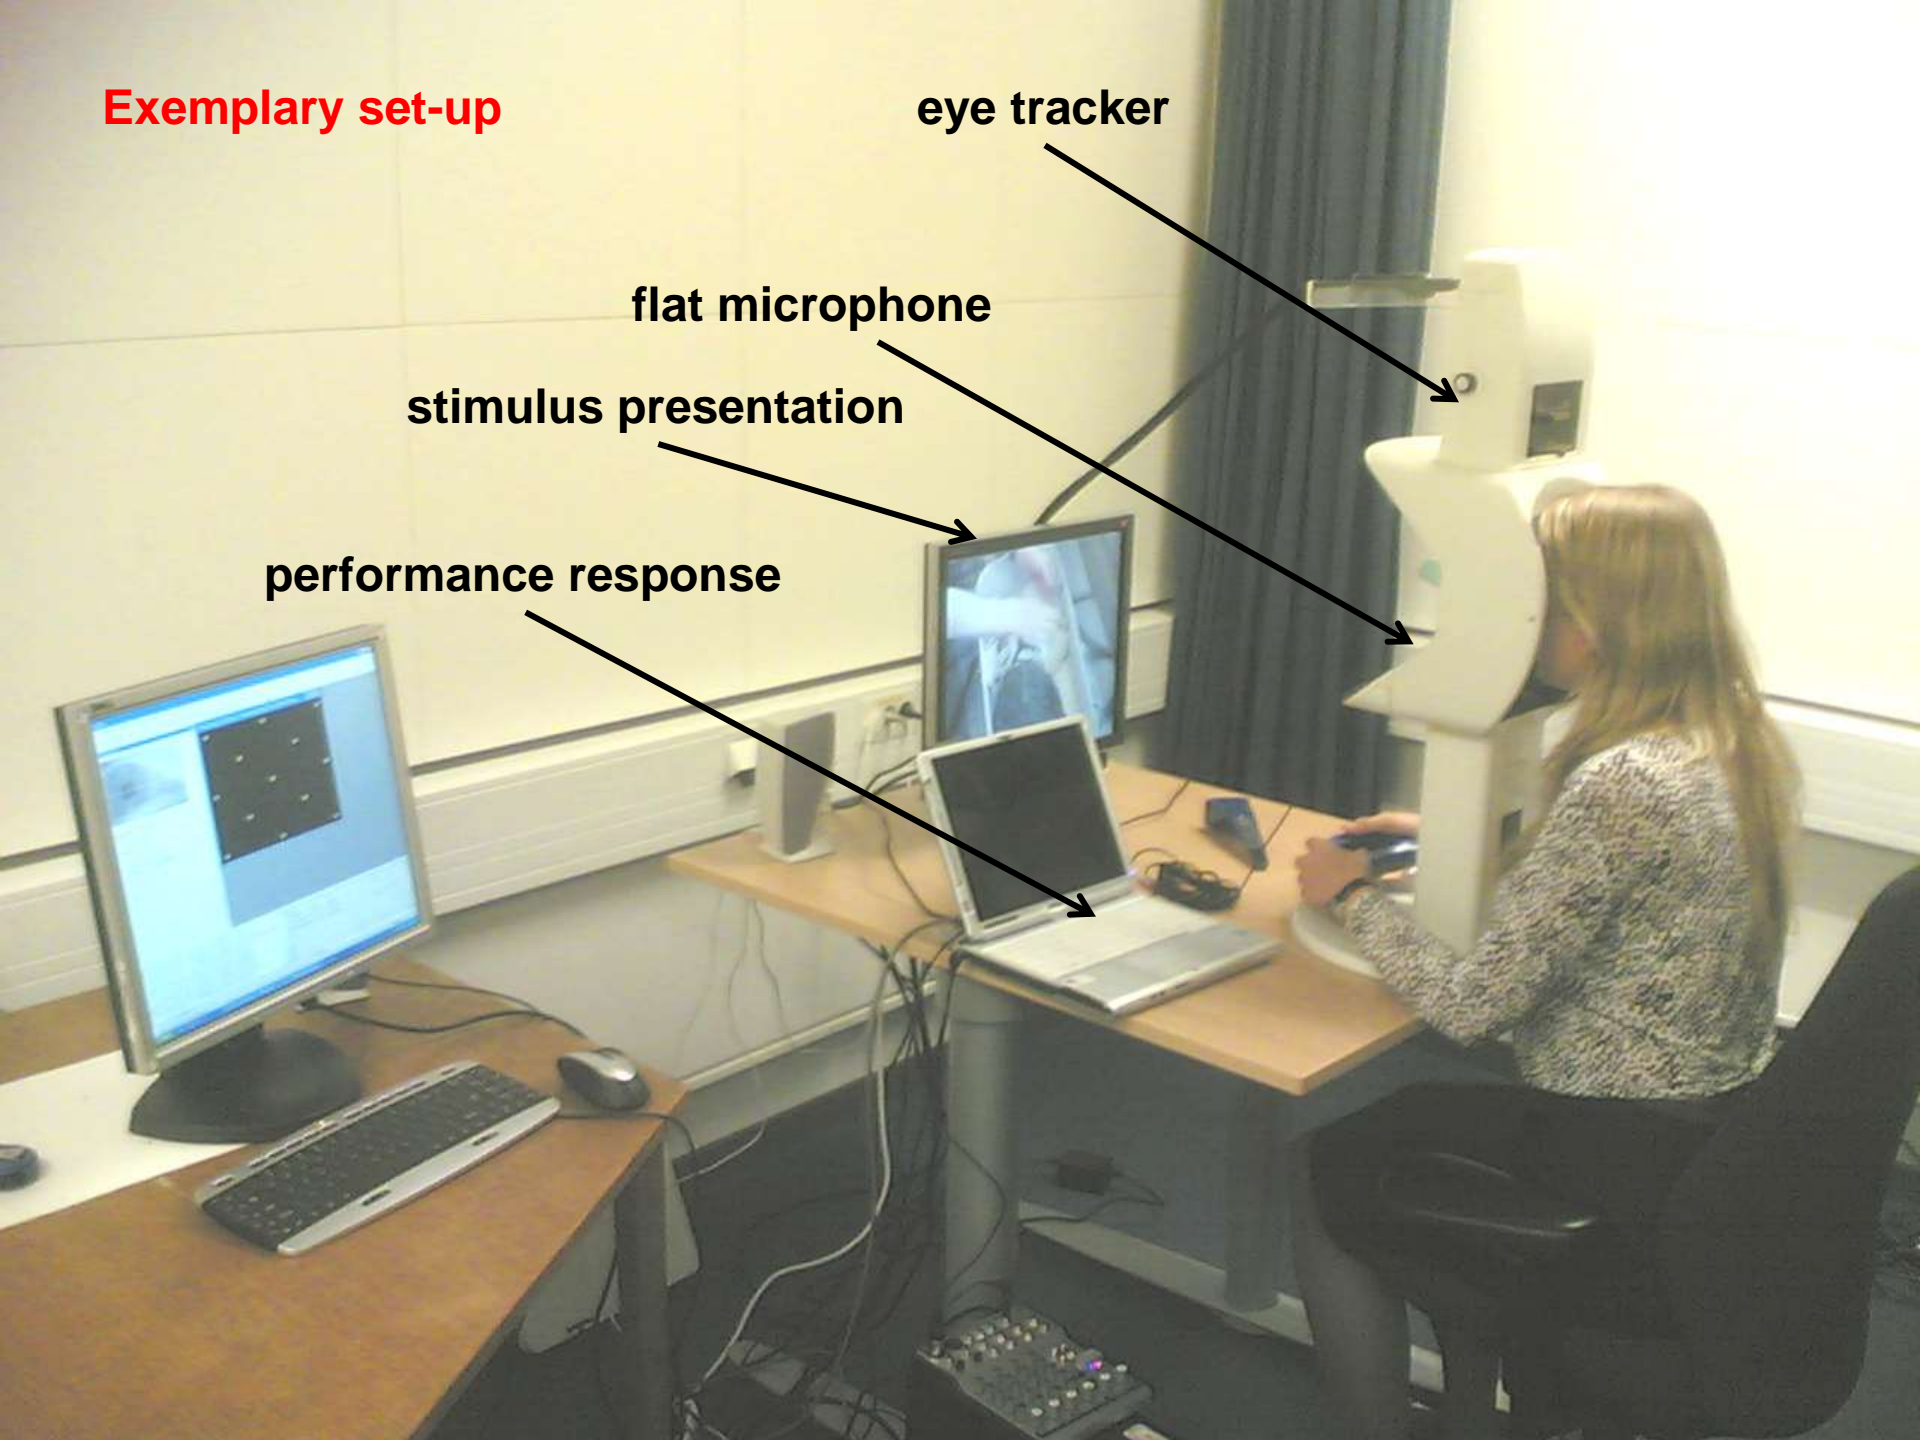 Exemplary set-up
eye tracker
flat microphone
stimulus presentation
performance response